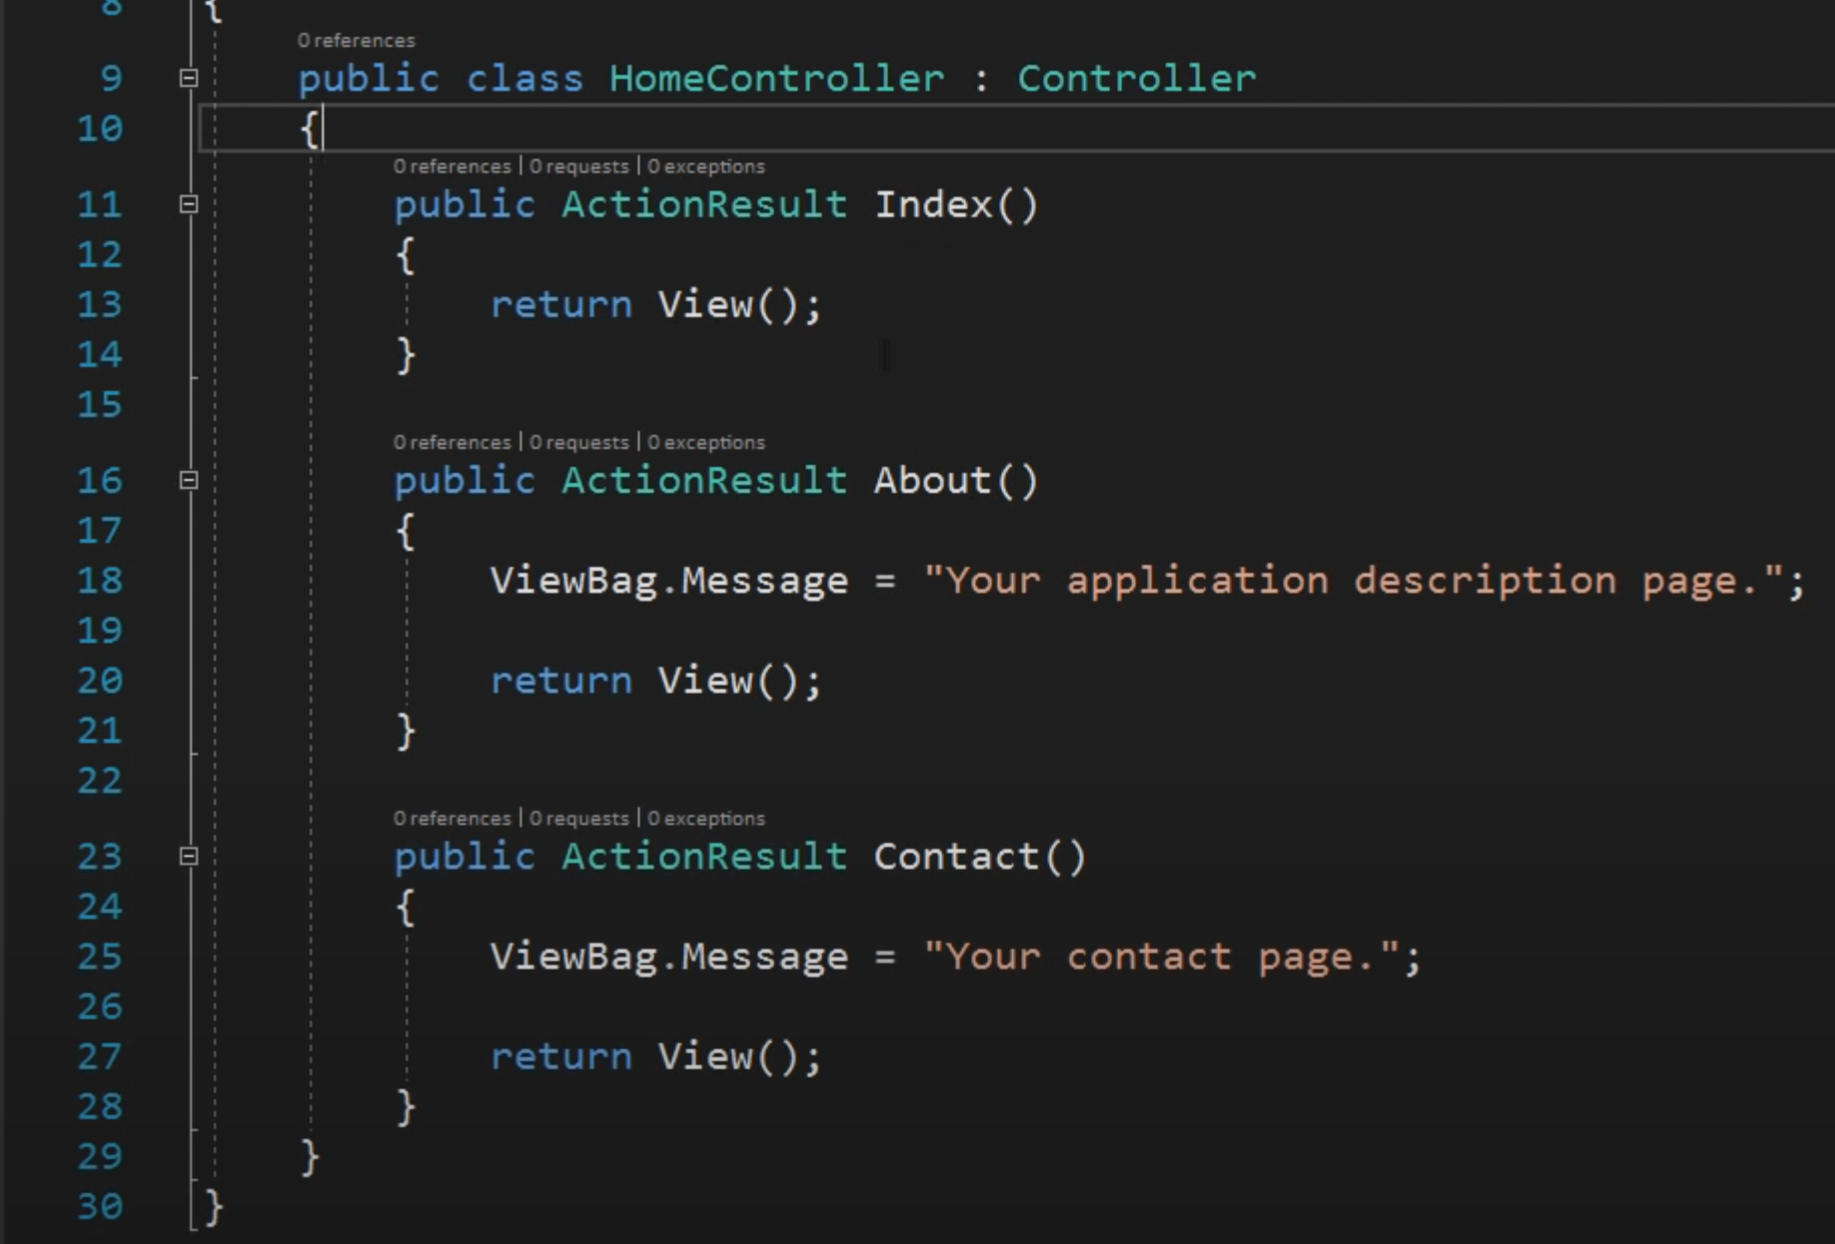 8 {
0 references
9 public class HomeController : Controller
10 {
0 references | 0 requests | 0 exceptions
11 public ActionResult Index()
12 {
13 return View();
14 }
15
0 references | 0 requests | 0 exceptions
16 public ActionResult About()
17 {
18 ViewBag.Message = "Your application description page.";
19
20 return View();
21 }
22
0 references | 0 requests | 0 exceptions
23 public ActionResult Contact()
24 {
25 ViewBag.Message = "Your contact page.";
26
27 return View();
28 }
29 }
30 }